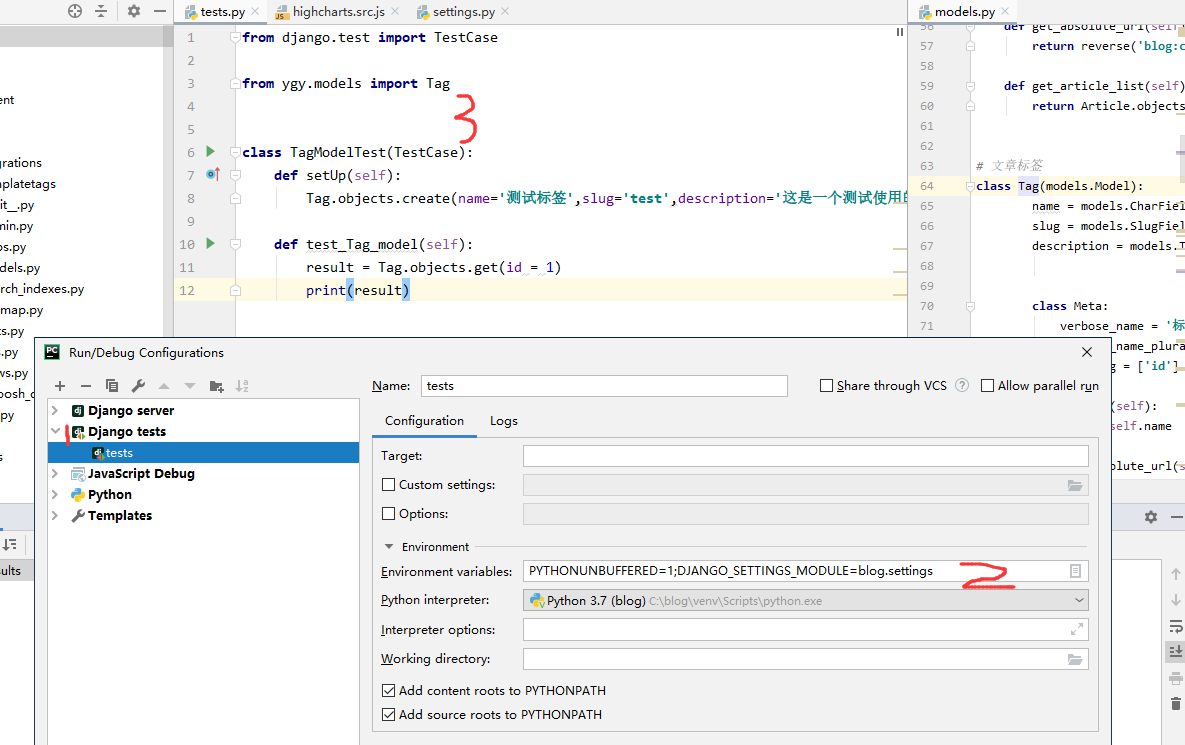 tests.py
highcharts.src.js
settings.py
models.py
1 from django.test import TestCase
2
3 from ygy.models import Tag
4
5
6 class TagModelTest(TestCase):
7 def setUp(self):
8 Tag.objects.create(name='测试标签',slug='test',description='这是一个测试使用的
9
10 def test_Tag_model(self):
11 result = Tag.objects.get(id = 1)
12 print(result)
3
56 def get_absolute_url(self
57 return reverse('blog:c
58
59 def get_article_list(self)
60 return Article.objects
61
62
63 # 文章标签
64 class Tag(models.Model):
65 name = models.CharFiel
66 slug = models.SlugFiel
67 description = models.T
68
69
70 class Meta:
71 verbose_name = '标
_name_plura
g = ['id']
(self):
self.name
olute_url(s
ent
rations
platetags
it__.py
min.py
ps.py
dels.py
rch_indexes.py
map.py
ts.py
.py
ws.py
oosh_c
.py
s
ults
PC Run/Debug Configurations
Django server
1 Django tests
tests
JavaScript Debug
Python
Templates
Name: tests
Share through VCS
Allow parallel run
Configuration Logs
Target:
Custom settings:
Options:
Environment
Environment variables: PYTHONUNBUFFERED=1;DJANGO_SETTINGS_MODULE=blog.settings
2
Python interpreter: Python 3.7 (blog) C:\blog\venv\Scripts\python.exe
Interpreter options:
Working directory:
Add content roots to PYTHONPATH
Add source roots to PYTHONPATH